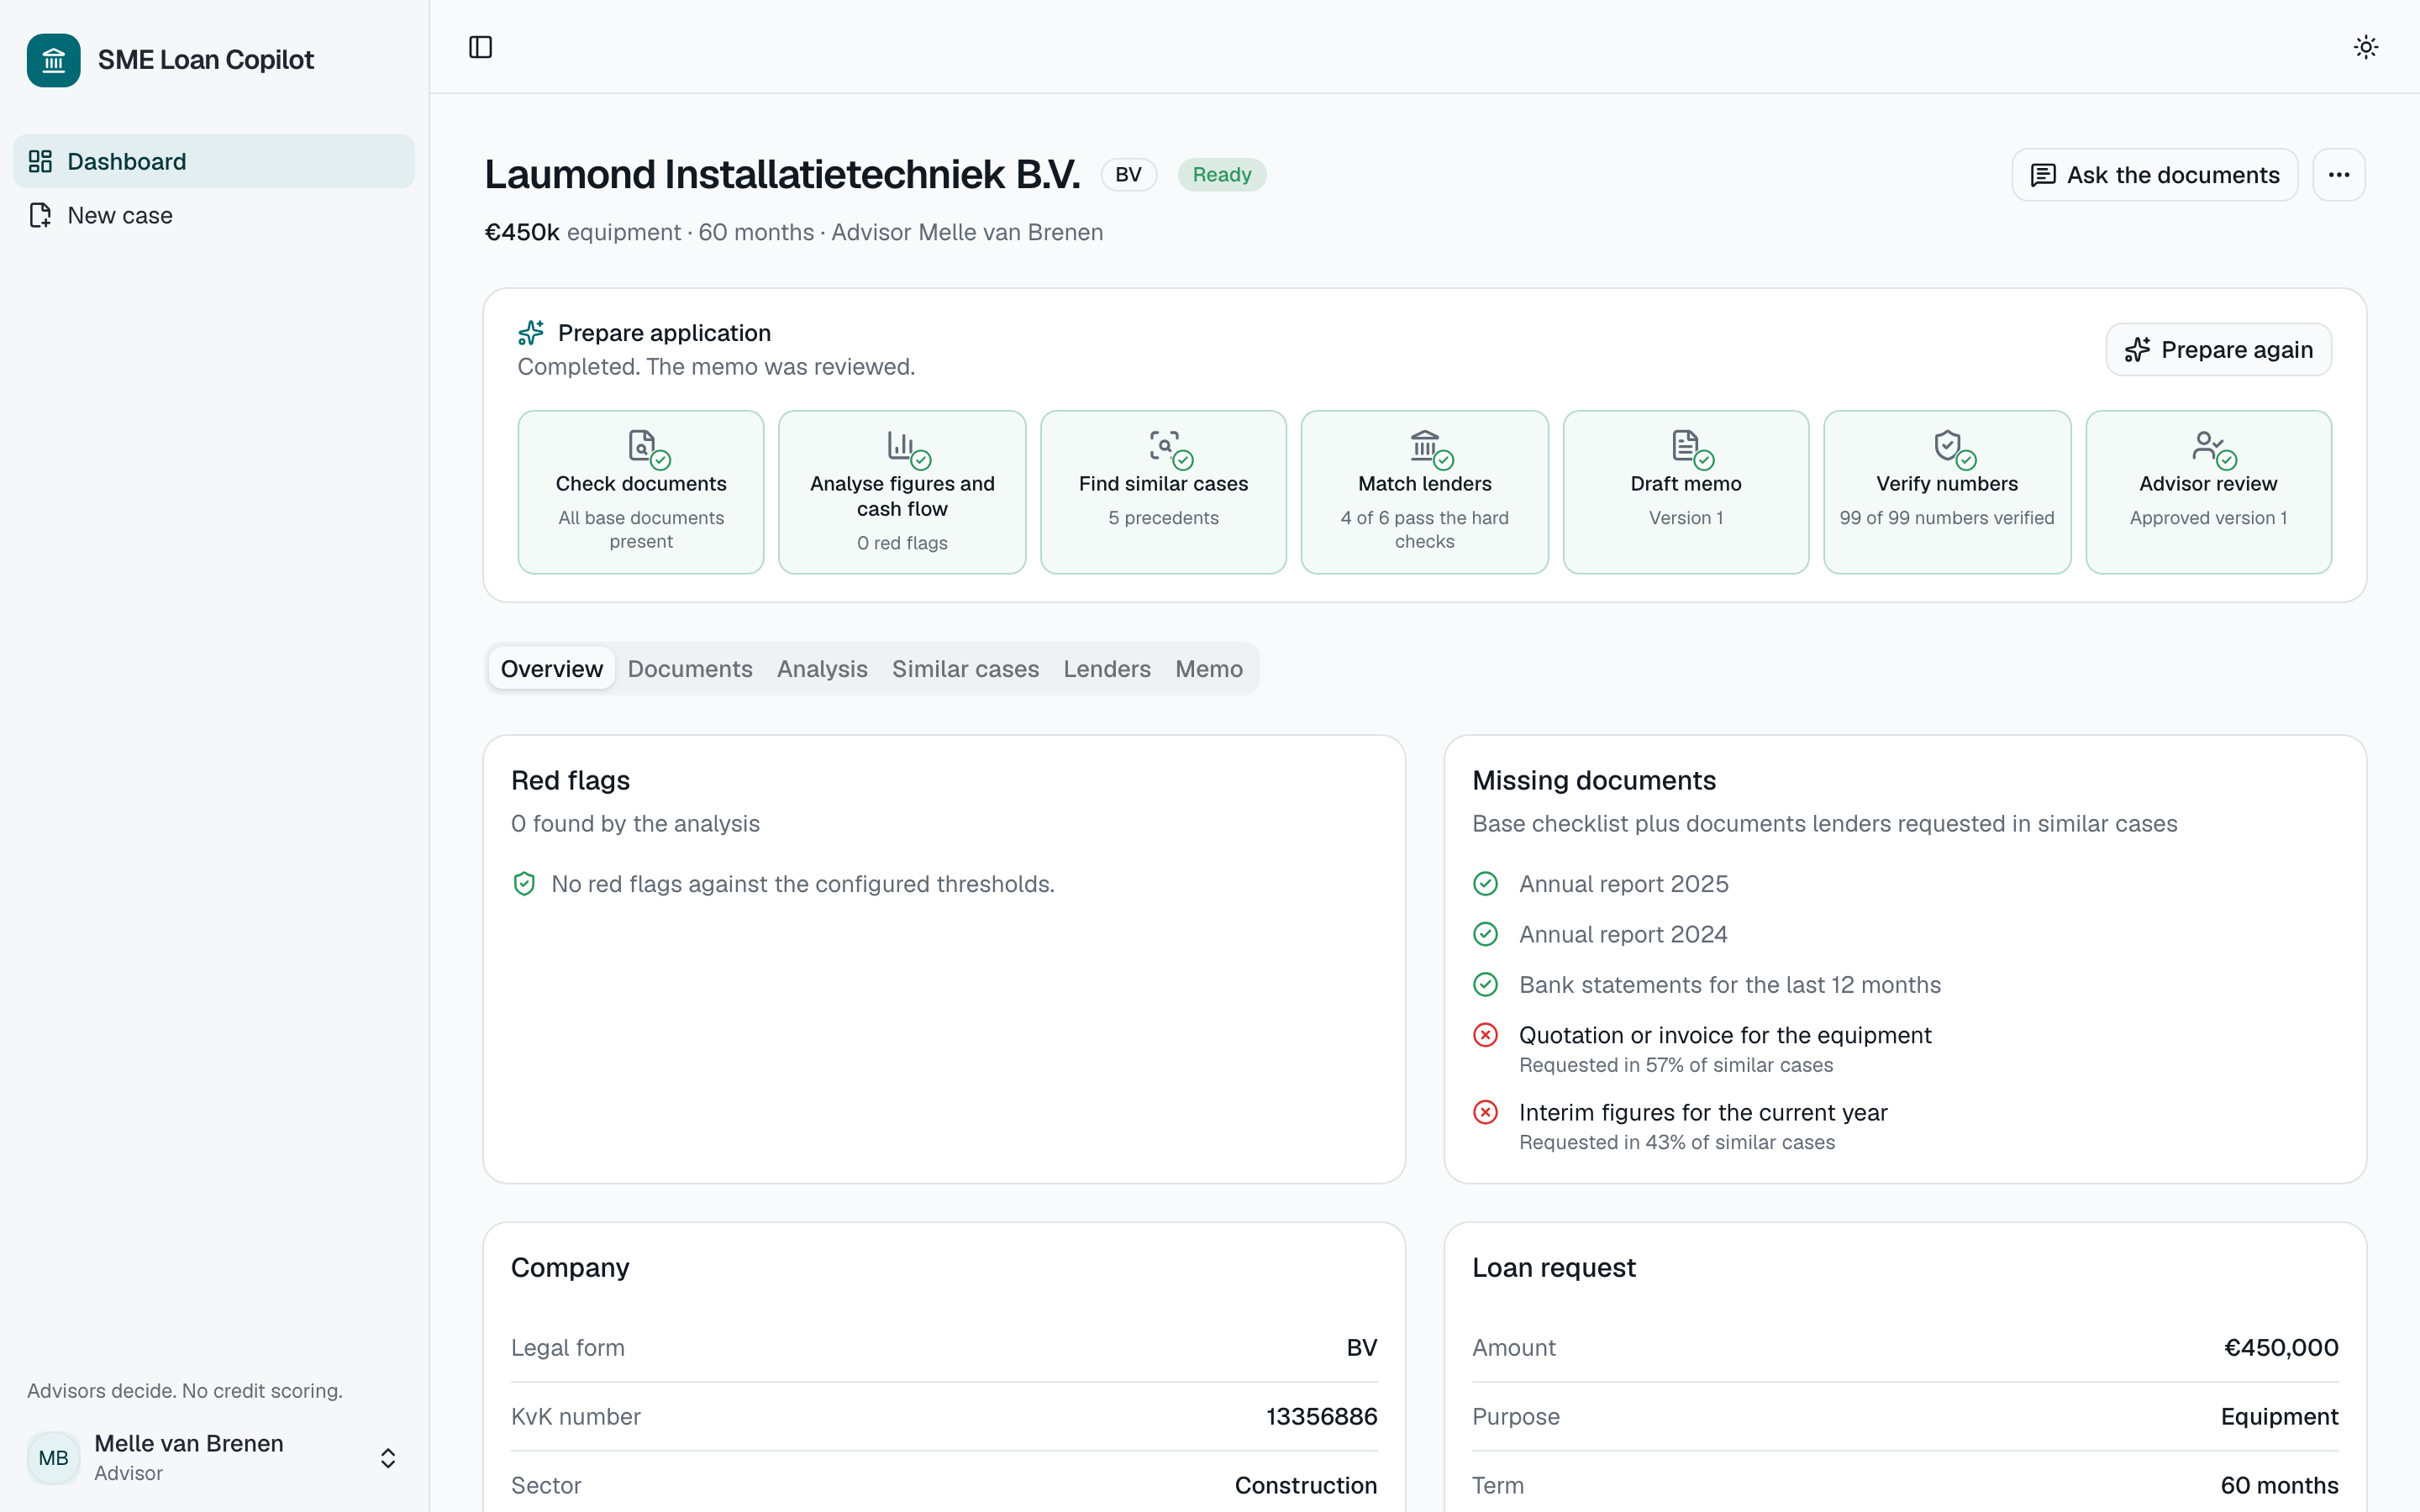 SME Loan Copilot
Dashboard
New case
Advisors decide. No credit scoring.
MB
Melle van Brenen
Advisor
Laumond Installatietechniek B.V.
BV
Ready
Ask the documents
€450k equipment · 60 months · Advisor Melle van Brenen
Prepare application
Completed. The memo was reviewed.
Prepare again
Check documents
All base documents
present
Analyse figures and
cash flow
0 red flags
Find similar cases
5 precedents
Match lenders
4 of 6 pass the hard
checks
Draft memo
Version 1
Verify numbers
99 of 99 numbers verified
Advisor review
Approved version 1
Overview
Documents
Analysis
Similar cases
Lenders
Memo
Red flags
0 found by the analysis
No red flags against the configured thresholds.
Missing documents
Base checklist plus documents lenders requested in similar cases
Annual report 2025
Annual report 2024
Bank statements for the last 12 months
Quotation or invoice for the equipment
Requested in 57% of similar cases
Interim figures for the current year
Requested in 43% of similar cases
Company
Legal form BV
KvK number 13356886
Sector Construction
Loan request
Amount €450,000
Purpose Equipment
Term 60 months